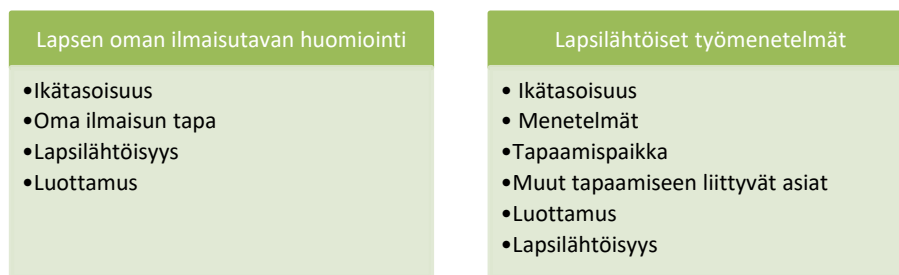 Lapsen oman ilmaisutavan huomiointi
•Ikätasoisuus
•Oma ilmaisun tapa
•Lapsilähtöisyys
•Luottamus
Lapsilähtöiset työmenetelmät
• Ikätasoisuus
• Menetelmät
•Tapaamispaikka
•Muut tapaamiseen liittyvät asiat
•Luottamus
•Lapsilähtöisyys